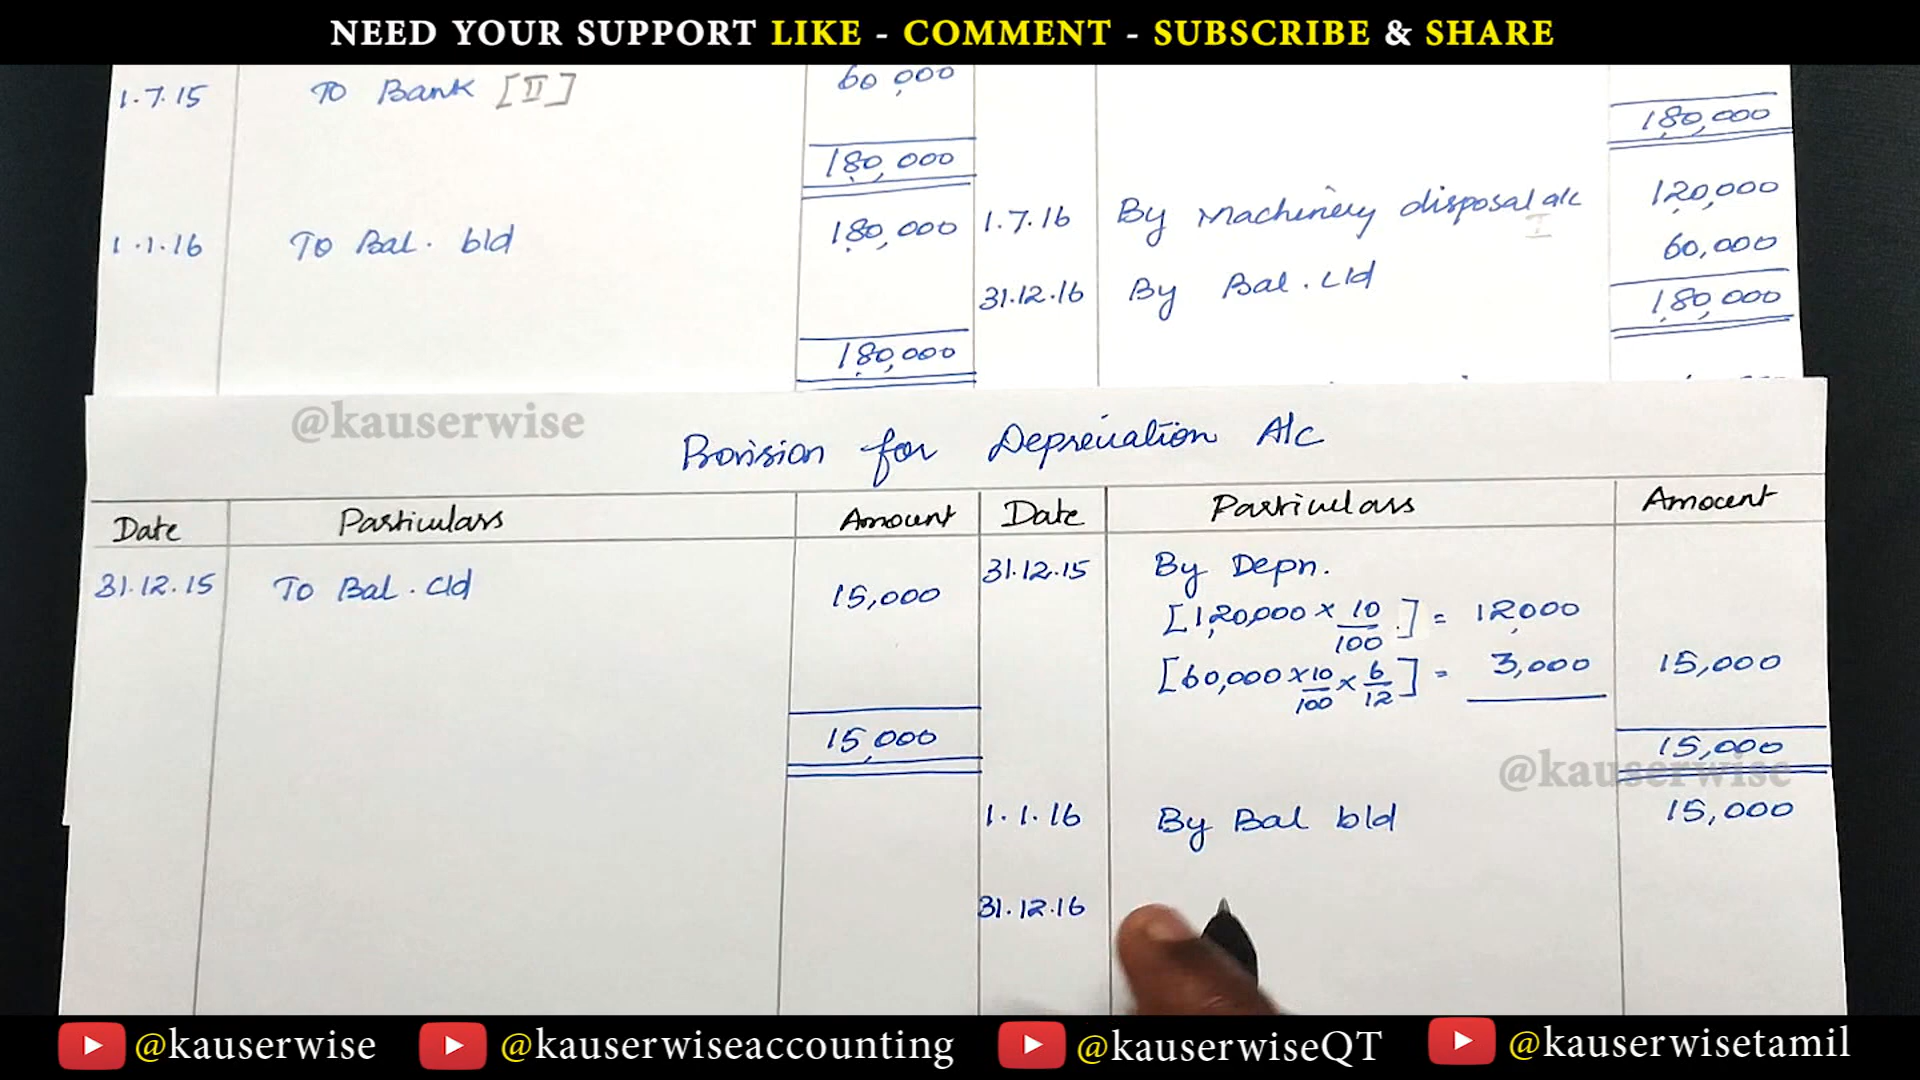 NEED YOUR SUPPORT LIKE - COMMENT - SUBSCRIBE & SHARE
1.7.15 To Bank [II] 60,000
180,000
180,000
1.1.16 To Bal. b/d 180,000 1.7.16 By Machinery disposal a/c I 120,000
31.12.16 By Bal. c/d 60,000
180,000 180,000
@kauserwise
Provision for Depreciation A/c
Date Particulars Amount Date Particulars Amount
31.12.15 To Bal. c/d 15,000 31.12.15 By Depn.
[1,20,000 × 10/100] = 12,000
[60,000 × 10/100 × 6/12] = 3,000 15,000
15,000 15,000
@kauserwise
1.1.16 By Bal b/d 15,000
31.12.16
@kauserwise @kauserwiseaccounting @kauserwiseQT @kauserwisetamil